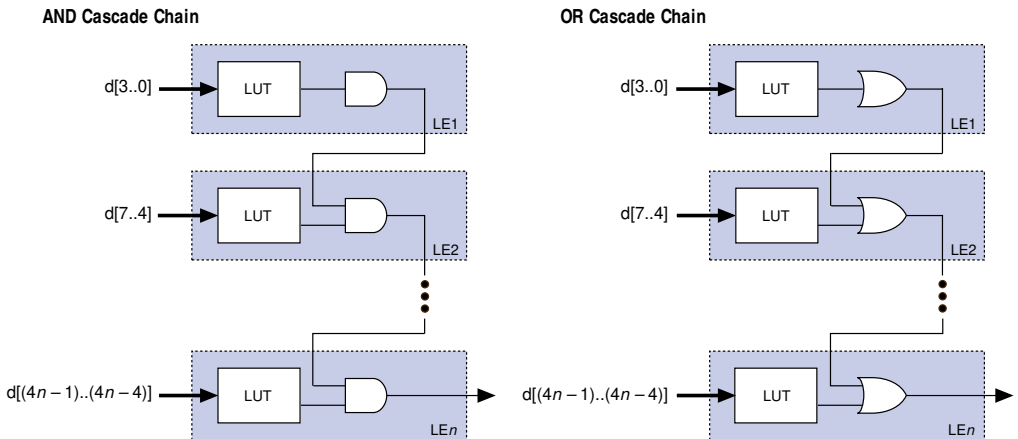 AND Cascade Chain
d[3..0]
LUT
LE1
d[7..4]
LUT
LE2
d[(4n – 1)..(4n – 4)]
LUT
LEn
OR Cascade Chain
d[3..0]
LUT
LE1
d[7..4]
LUT
LE2
d[(4n – 1)..(4n – 4)]
LUT
LEn